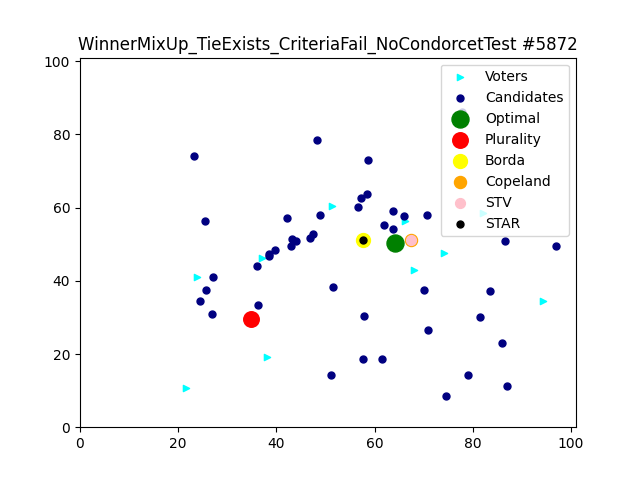 WinnerMixUp_TieExists_CriteriaFail_NoCondorcetTest #5872
100
80
60
40
20
0
0 20 40 60 80 100
Voters
Candidates
Optimal
Plurality
Borda
Copeland
STV
STAR